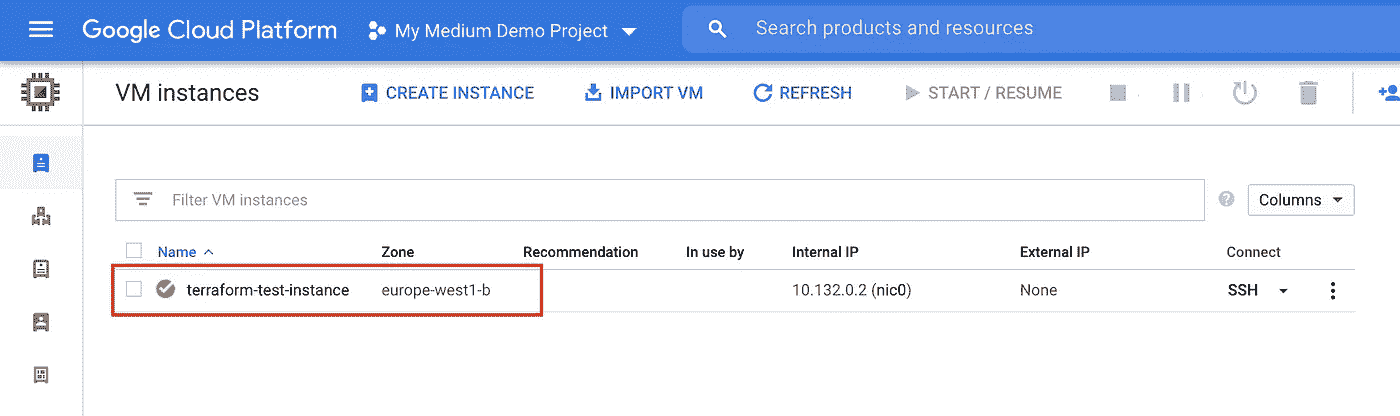 Google Cloud Platform My Medium Demo Project Search products and resources
VM instances CREATE INSTANCE IMPORT VM REFRESH START / RESUME
Filter VM instances Columns
Name Zone Recommendation In use by Internal IP External IP Connect
terraform-test-instance europe-west1-b 10.132.0.2 (nic0) None SSH